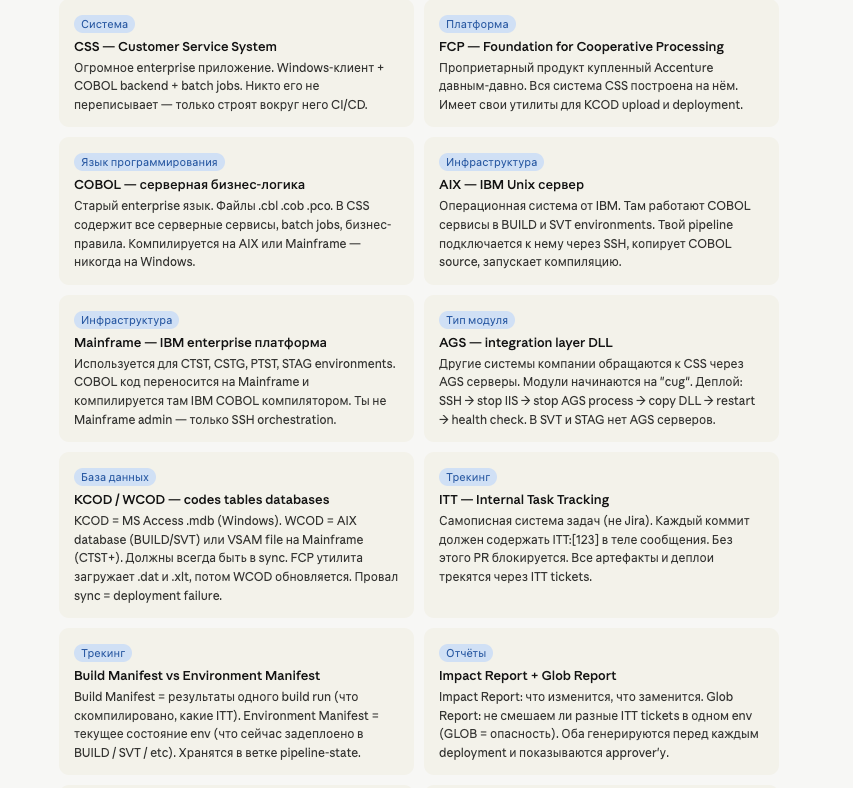 Система
CSS — Customer Service System
Огромное enterprise приложение. Windows-клиент +
COBOL backend + batch jobs. Никто его не
переписывает — только строят вокруг него CI/CD.
Платформа
FCP — Foundation for Cooperative Processing
Проприетарный продукт купленный Accenture
давным-давно. Вся система CSS построена на нём.
Имеет свои утилиты для KCOD upload и deployment.
Язык программирования
COBOL — серверная бизнес-логика
Старый enterprise язык. Файлы .cbl .cob .pco. В CSS
содержит все серверные сервисы, batch jobs, бизнес-
правила. Компилируется на AIX или Mainframe —
никогда на Windows.
Инфраструктура
AIX — IBM Unix сервер
Операционная система от IBM. Там работают COBOL
сервисы в BUILD и SVT environments. Твой pipeline
подключается к нему через SSH, копирует COBOL
source, запускает компиляцию.
Инфраструктура
Mainframe — IBM enterprise платформа
Используется для CTST, CSTG, PTST, STAG environments.
COBOL код переносится на Mainframe и
компилируется там IBM COBOL компилятором. Ты не
Mainframe admin — только SSH orchestration.
Тип модуля
AGS — integration layer DLL
Другие системы компании обращаются к CSS через
AGS серверы. Модули начинаются на "cug". Деплой:
SSH → stop IIS → stop AGS process → copy DLL → restart
→ health check. В SVT и STAG нет AGS серверов.
База данных
KCOD / WCOD — codes tables databases
KCOD = MS Access .mdb (Windows). WCOD = AIX
database (BUILD/SVT) или VSAM file на Mainframe
(CTST+). Должны всегда быть в sync. FCP утилита
загружает .dat и .xlt, потом WCOD обновляется. Провал
sync = deployment failure.
Трекинг
ITT — Internal Task Tracking
Самописная система задач (не Jira). Каждый коммит
должен содержать ITT:[123] в теле сообщения. Без
этого PR блокируется. Все артефакты и деплои
трекятся через ITT tickets.
Трекинг
Build Manifest vs Environment Manifest
Build Manifest = результаты одного build run (что
скомпилировано, какие ITT). Environment Manifest =
текущее состояние env (что сейчас задеплоено в
BUILD / SVT / etc). Хранятся в ветке pipeline-state.
Отчёты
Impact Report + Glob Report
Impact Report: что изменится, что заменится. Glob
Report: не смешаем ли разные ITT tickets в одном env
(GLOB = опасность). Оба генерируются перед каждым
deployment и показываются approver'у.